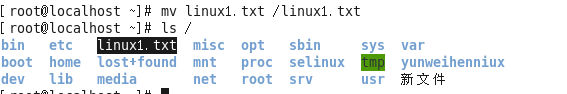 [root@localhost ~]# mv linux1.txt /linux1.txt
[root@localhost ~]# ls /
bin etc linux1.txt misc opt sbin sys var
boot home lost+found mnt proc selinux tmp yunweihenniux
dev lib media net root srv usr 新文件
[root@localhost ~]#